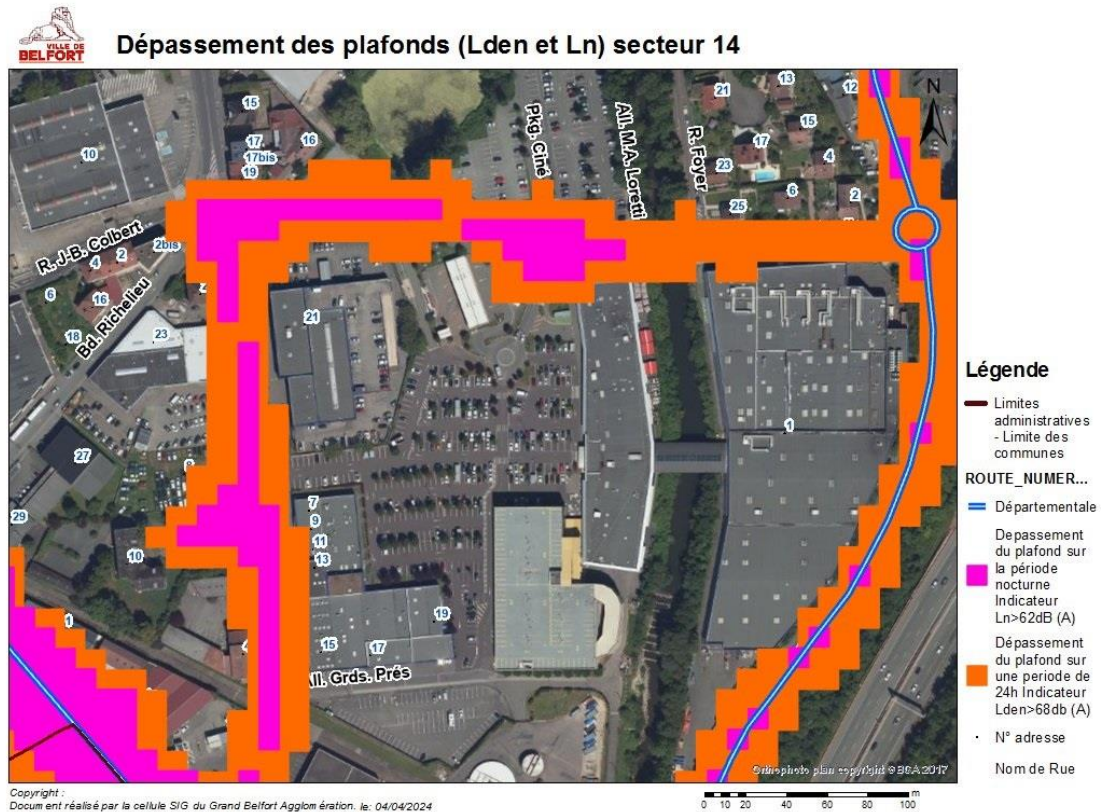 VILLE DE
BELFORT
Dépassement des plafonds (Lden et Ln) secteur 14
N
15
10
17
17bis
19
16
Pkg. Ciné
All. M.A. Loretti
R. Foyer
21
13
12
15
17
4
23
6
2
25
R. J-B. Colbert
2bis
2
4
6
16
18
Bd. Richelieu
23
21
27
29
10
1
7
9
11
13
19
15
17
1
All. Grds. Prés
Orthophoto plan copyright @BGA 2017
Légende
Limites
administratives
- Limite des
communes
ROUTE_NUMER...
Départementale
Depassement
du plafond sur
la période
nocturne
Indicateur
Ln>62dB (A)
Dépassement
du plafond sur
une periode de
24h Indicateur
Lden>68db (A)
N° adresse
Nom de Rue
Copyright :
Document réalisé par la cellule SIG du Grand Belfort Agglomération. le: 04/04/2024
0 10 20 40 60 80 100 m